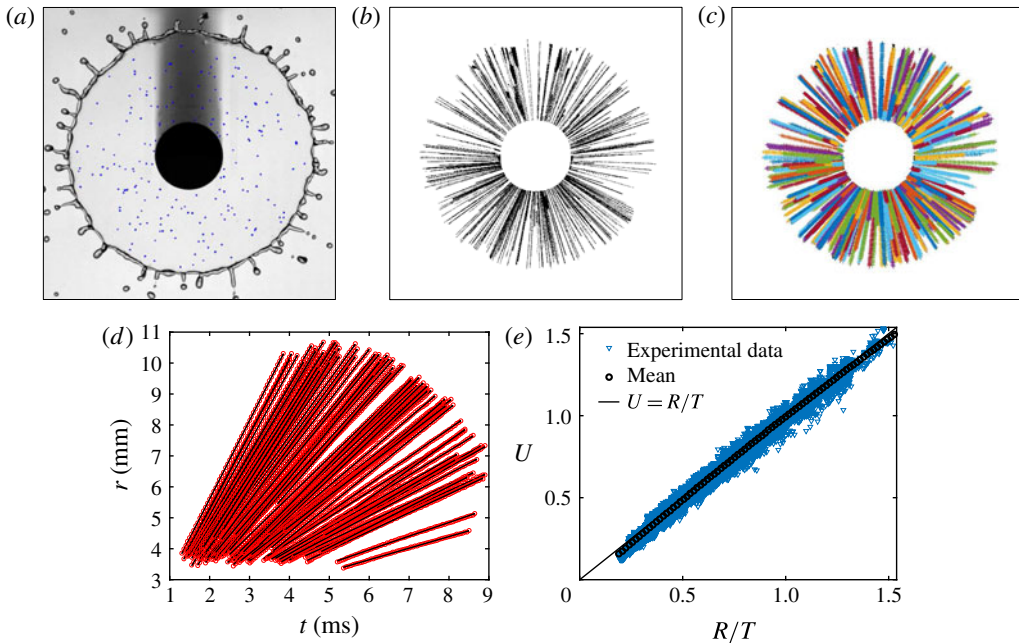 (a)
(b)
(c)
(d)
11
10
9
8
7
6
5
4
3
r (mm)
1 2 3 4 5 6 7 8 9
t (ms)
(e)
1.5
1.0
0.5
U
Experimental data
Mean
U = R/T
0 0.5 1.0 1.5
R/T